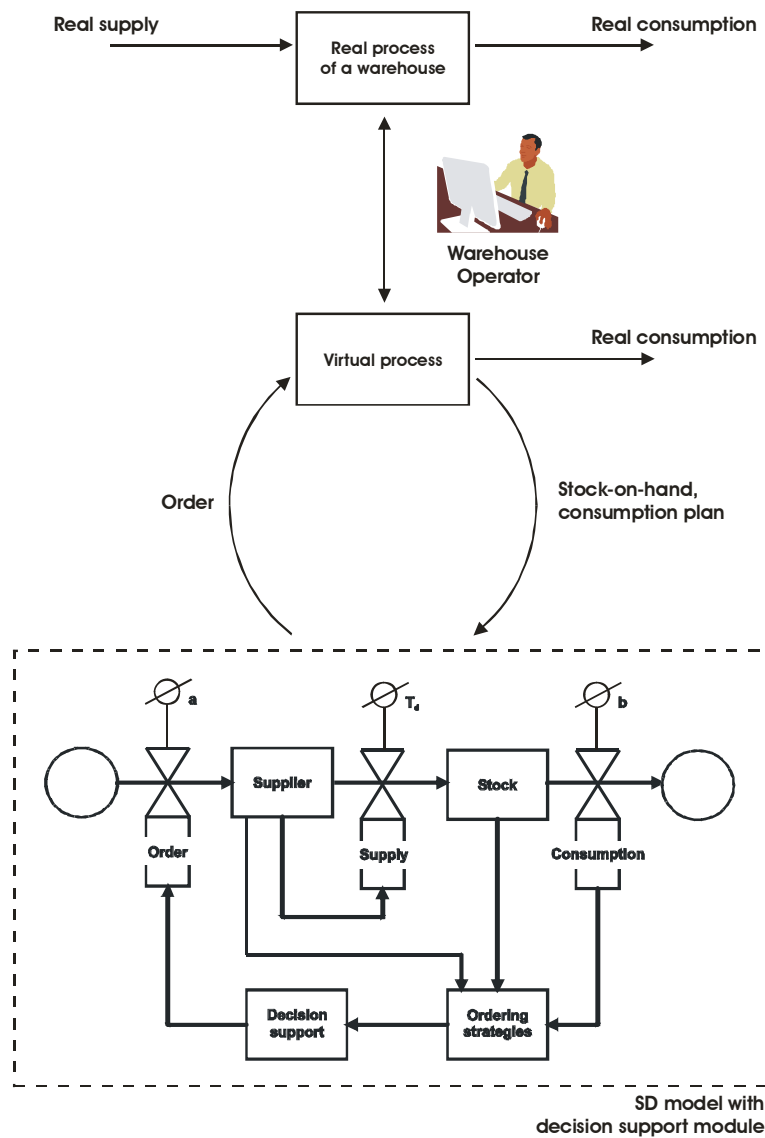 Real supply
Real consumption
Real process
of a warehouse
Warehouse
Operator
Real consumption
Virtual process
Order
Stock-on-hand,
consumption plan
a
Td
b
Supplier
Stock
Order
Supply
Consumption
Decision
support
Ordering
strategies
SD model with
decision support module